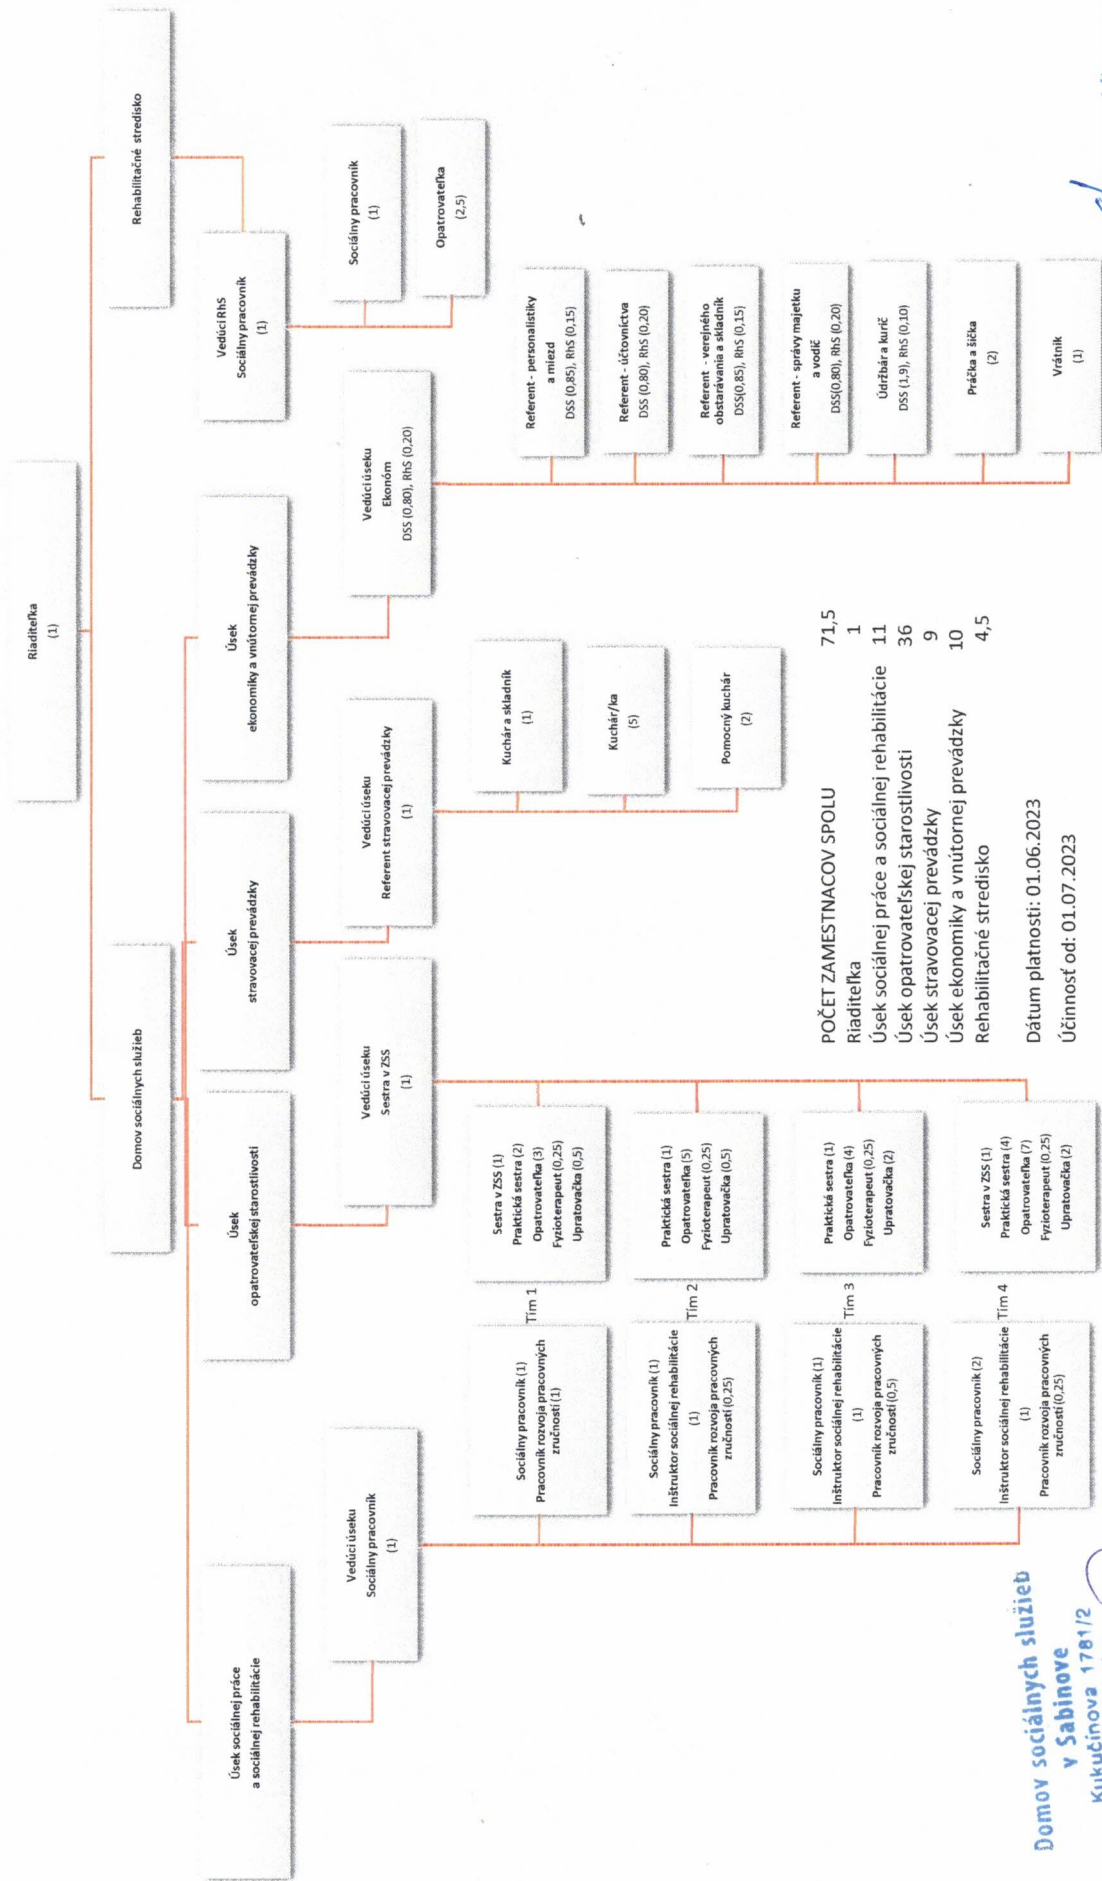 Riaditeľka
(1)
Domov sociálnych služieb
Rehabilitačné stredisko
Úsek sociálnej práce
a sociálnej rehabilitácie
Úsek
opatrovateľskej starostlivosti
Úsek
stravovacej prevádzky
Úsek
ekonomiky a vnútornej prevádzky
Vedúci RhS
Sociálny pracovník
(1)
Vedúci úseku
Sociálny pracovník
(1)
Vedúci úseku
Sestra v ZSS
(1)
Vedúci úseku
Referent stravovacej prevádzky
(1)
Vedúci úseku
Ekonóm
DSS (0,80), RhS (0,20)
Sociálny pracovník
(1)
Opatrovateľka
(2,5)
Sociálny pracovník (1)
Pracovník rozvoja pracovných
zručností (1)
Tím 1
Sestra v ZSS (1)
Praktická sestra (2)
Opatrovateľka (3)
Fyzioterapeut (0,25)
Upratovačka (0,5)
Sociálny pracovník (1)
Inštruktor sociálnej rehabilitácie
(1)
Pracovník rozvoja pracovných
zručností (0,25)
Tím 2
Praktická sestra (1)
Opatrovateľka (5)
Fyzioterapeut (0,25)
Upratovačka (0,5)
Sociálny pracovník (1)
Inštruktor sociálnej rehabilitácie
(1)
Pracovník rozvoja pracovných
zručností (0,5)
Tím 3
Praktická sestra (1)
Opatrovateľka (4)
Fyzioterapeut (0,25)
Upratovačka (2)
Sociálny pracovník (2)
Inštruktor sociálnej rehabilitácie
(1)
Pracovník rozvoja pracovných
zručností (0,25)
Tím 4
Sestra v ZSS (1)
Praktická sestra (4)
Opatrovateľka (7)
Fyzioterapeut (0,25)
Upratovačka (2)
Kuchár a skladník
(1)
Kuchár/ka
(5)
Pomocný kuchár
(2)
Referent - personalistiky
a miezd
DSS (0,85), RhS (0,15)
Referent - účtovníctva
DSS (0,80), RhS (0,20)
Referent - verejného
obstarávania a skladník
DSS(0,85), RhS (0,15)
Referent - správy majetku
a vodič
DSS(0,80), RhS (0,20)
Údržbár a kurič
DSS (1,9), RhS (0,10)
Práčka a šička
(2)
Vrátnik
(1)
POČET ZAMESTNACOV SPOLU 71,5
Riaditeľka 1
Úsek sociálnej práce a sociálnej rehabilitácie 11
Úsek opatrovateľskej starostlivosti 36
Úsek stravovacej prevádzky 9
Úsek ekonomiky a vnútornej prevádzky 10
Rehabilitačné stredisko 4,5
Dátum platnosti: 01.06.2023
Účinnosť od: 01.07.2023
Domov sociálnych služieb
v Sabinove
Kukučínova 1781/2